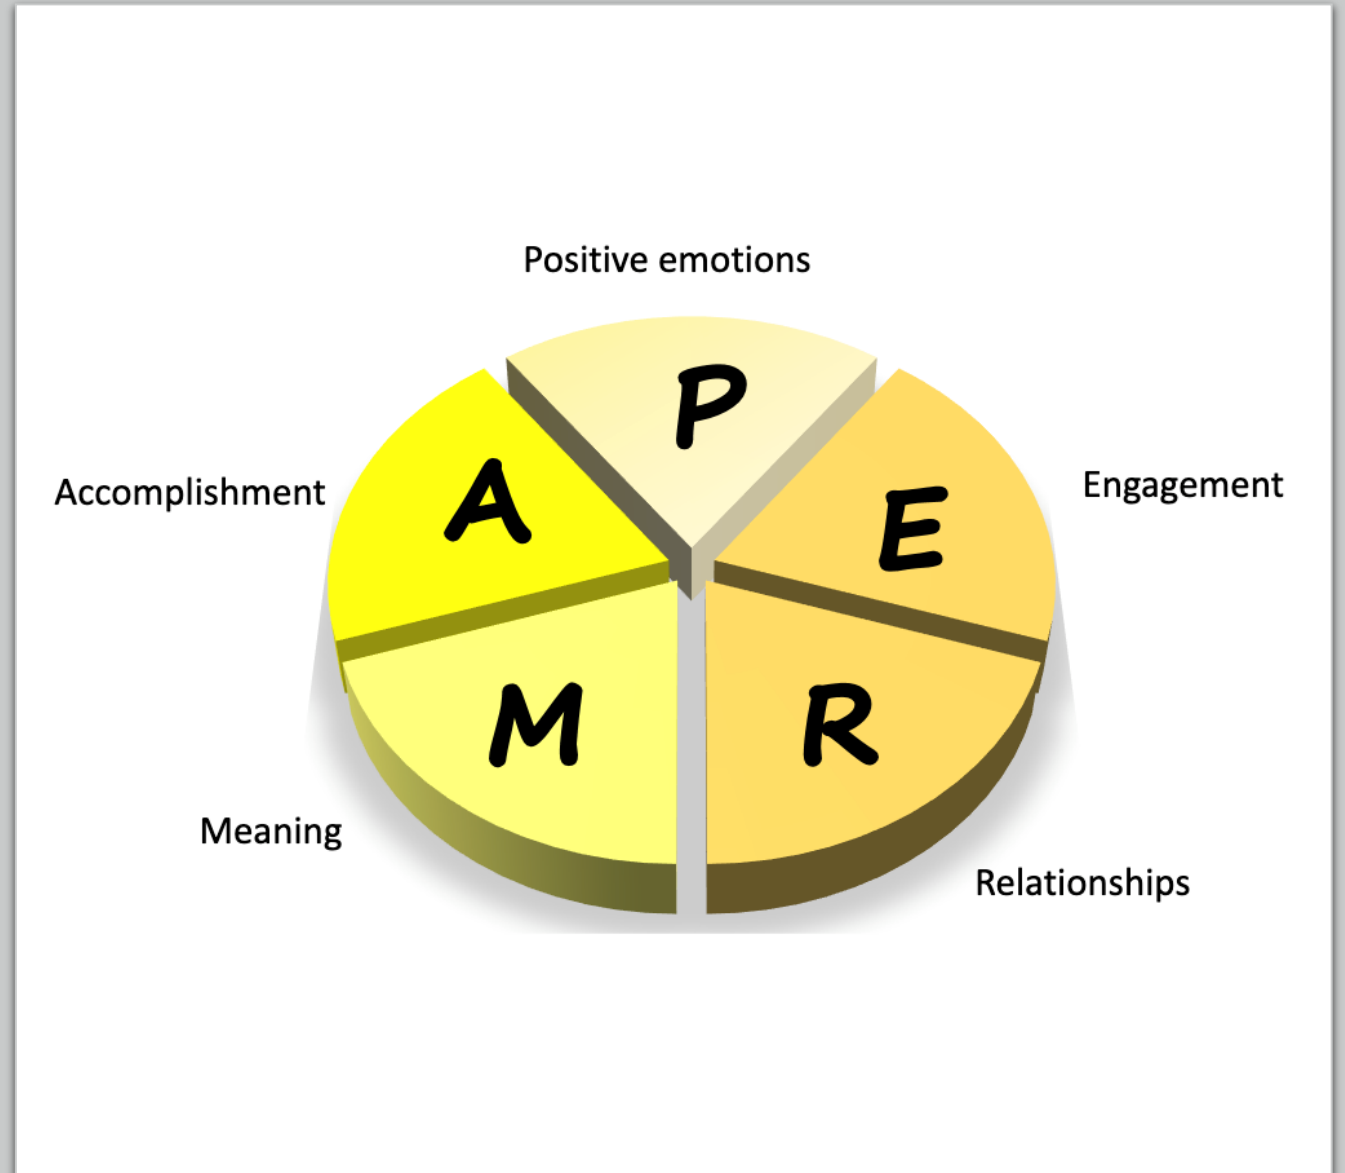 Positive emotions
P
Engagement
E
Relationships
R
Meaning
M
Accomplishment
A